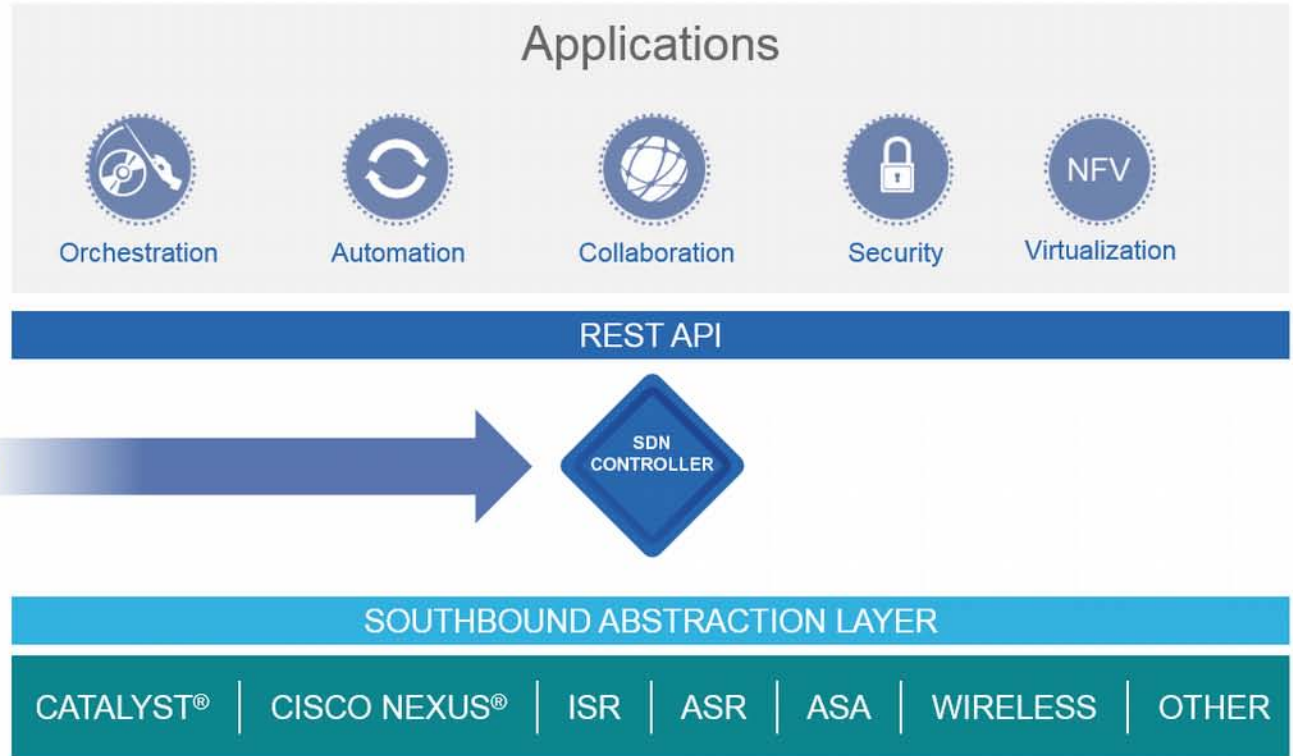 Applications
NFV
Orchestration
Automation
Collaboration
Security
Virtualization
REST API
SDN
CONTROLLER
SOUTHBOUND ABSTRACTION LAYER
CATALYST® | CISCO NEXUS® | ISR | ASR | ASA | WIRELESS | OTHER